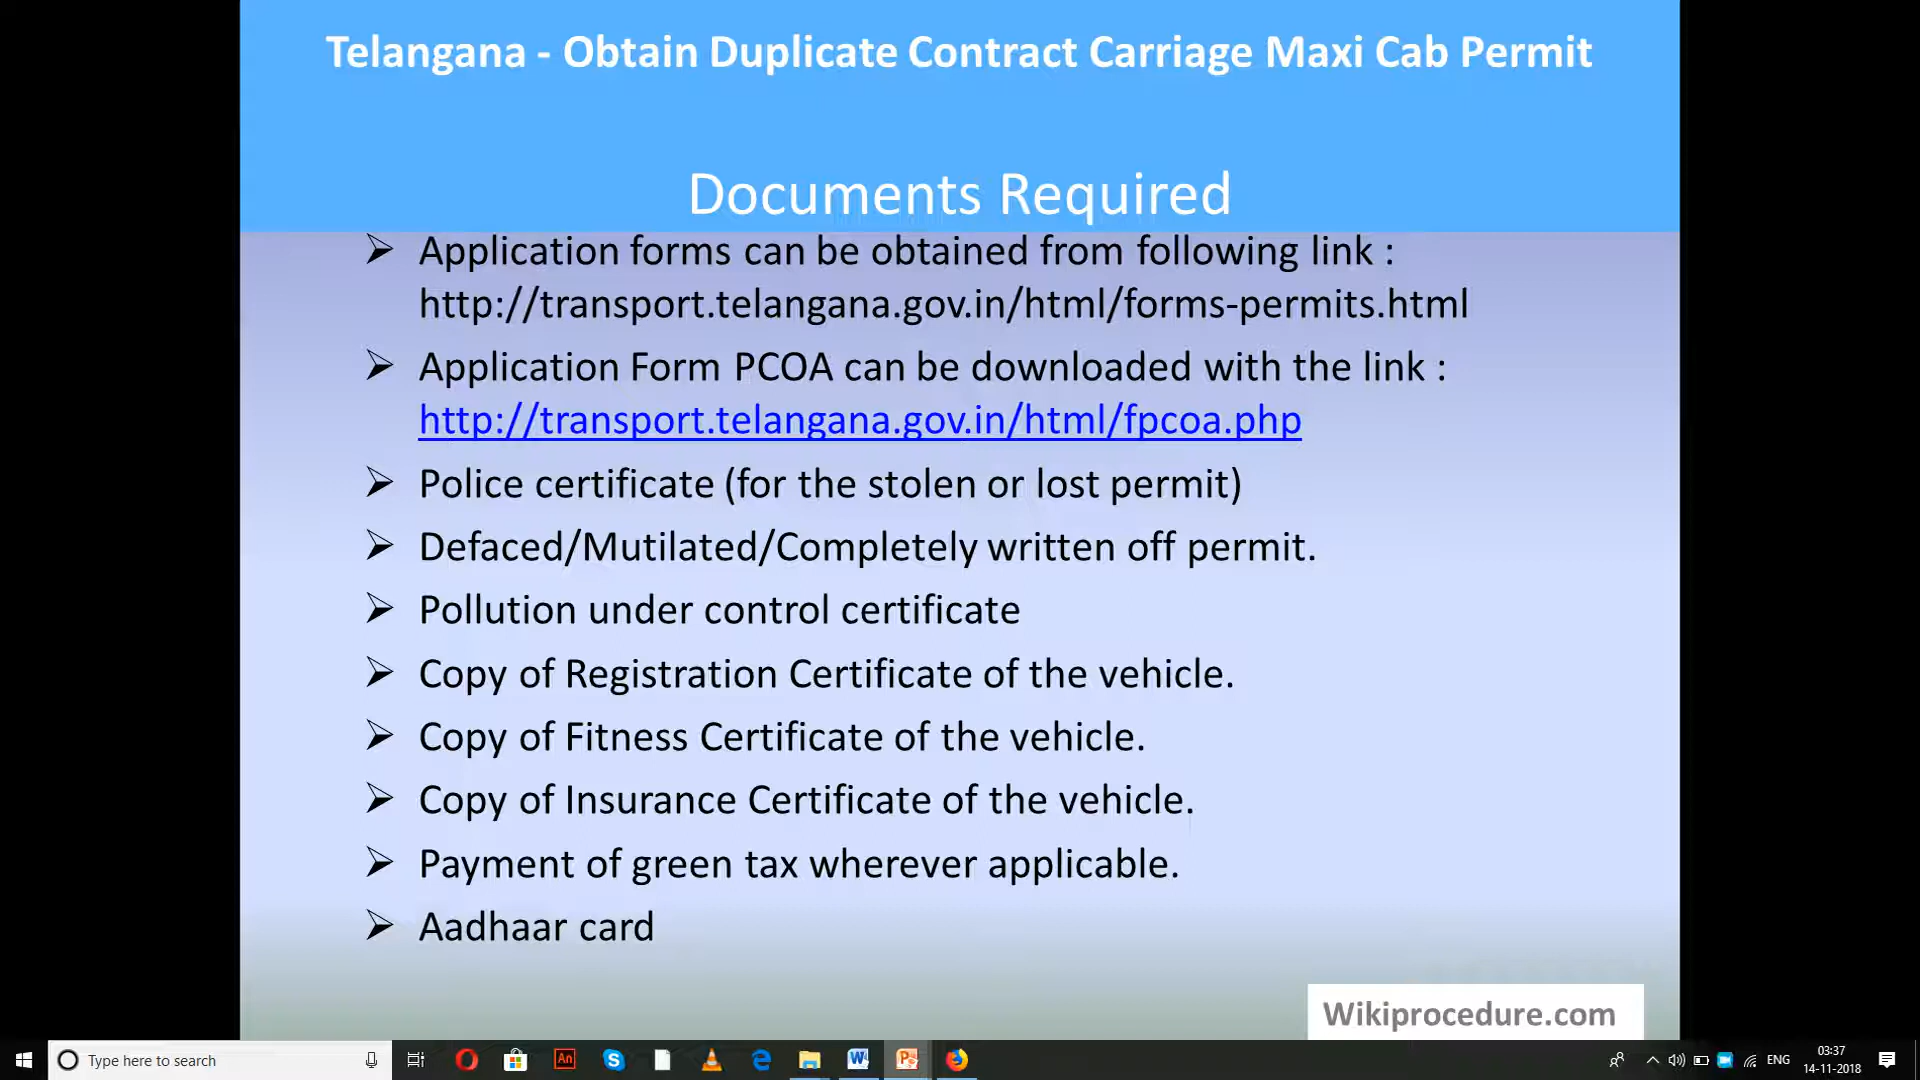 Telangana - Obtain Duplicate Contract Carriage Maxi Cab Permit
Documents Required
Application forms can be obtained from following link :
http://transport.telangana.gov.in/html/forms-permits.html
Application Form PCOA can be downloaded with the link :
http://transport.telangana.gov.in/html/fpcoa.php
Police certificate (for the stolen or lost permit)
Defaced/Mutilated/Completely written off permit.
Pollution under control certificate
Copy of Registration Certificate of the vehicle.
Copy of Fitness Certificate of the vehicle.
Copy of Insurance Certificate of the vehicle.
Payment of green tax wherever applicable.
Aadhaar card
Wikiprocedure.com
Type here to search
An
ENG
03:37
14-11-2018